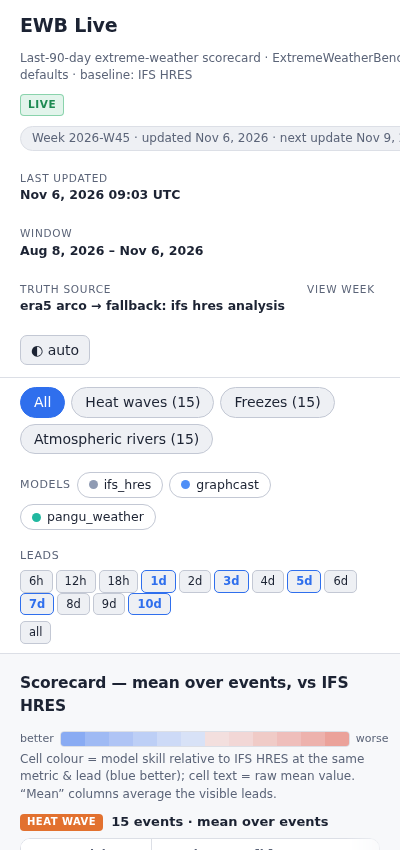 EWB Live
Last-90-day extreme-weather scorecard ·
defaults · baseline: IFS HRES
LIVE
Week 2026-W45 · updated Nov 6, 2026 · next update Nov 9,
LAST UPDATED
Nov 6, 2026 09:03 UTC
WINDOW
Aug 8, 2026 – Nov 6, 2026
TRUTH SOURCE
VIEW WEEK
era5 arco → fallback: ifs hres analysis
◐ auto
All Heat waves (15) Freezes (15)
Atmospheric rivers (15)
MODELS ifs_hres graphcast
pangu_weather
LEADS
6h 12h 18h 1d 2d 3d 4d 5d 6d
7d 8d 9d 10d
all
Scorecard — mean over events, vs IFS
HRES
better worse
Cell colour = model skill relative to IFS HRES at the same
metric & lead (blue better); cell text = raw mean value.
“Mean” columns average the visible leads.
HEAT WAVE 15 events · mean over events